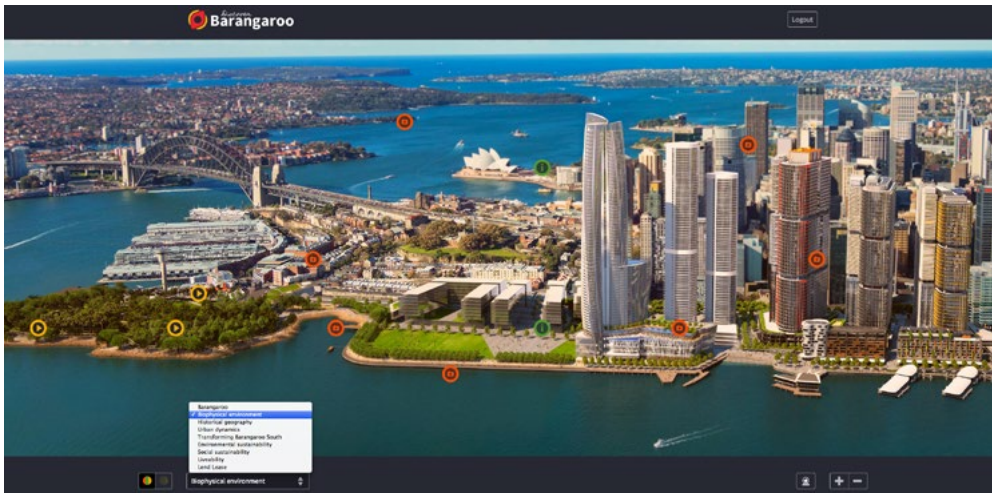 Discover
Barangaroo
Logout
Barangaroo
✓ Biophysical environment
Historical geography
Urban dynamics
Transforming Barangaroo South
Environmental sustainability
Social sustainability
Liveability
Lend Lease
Biophysical environment